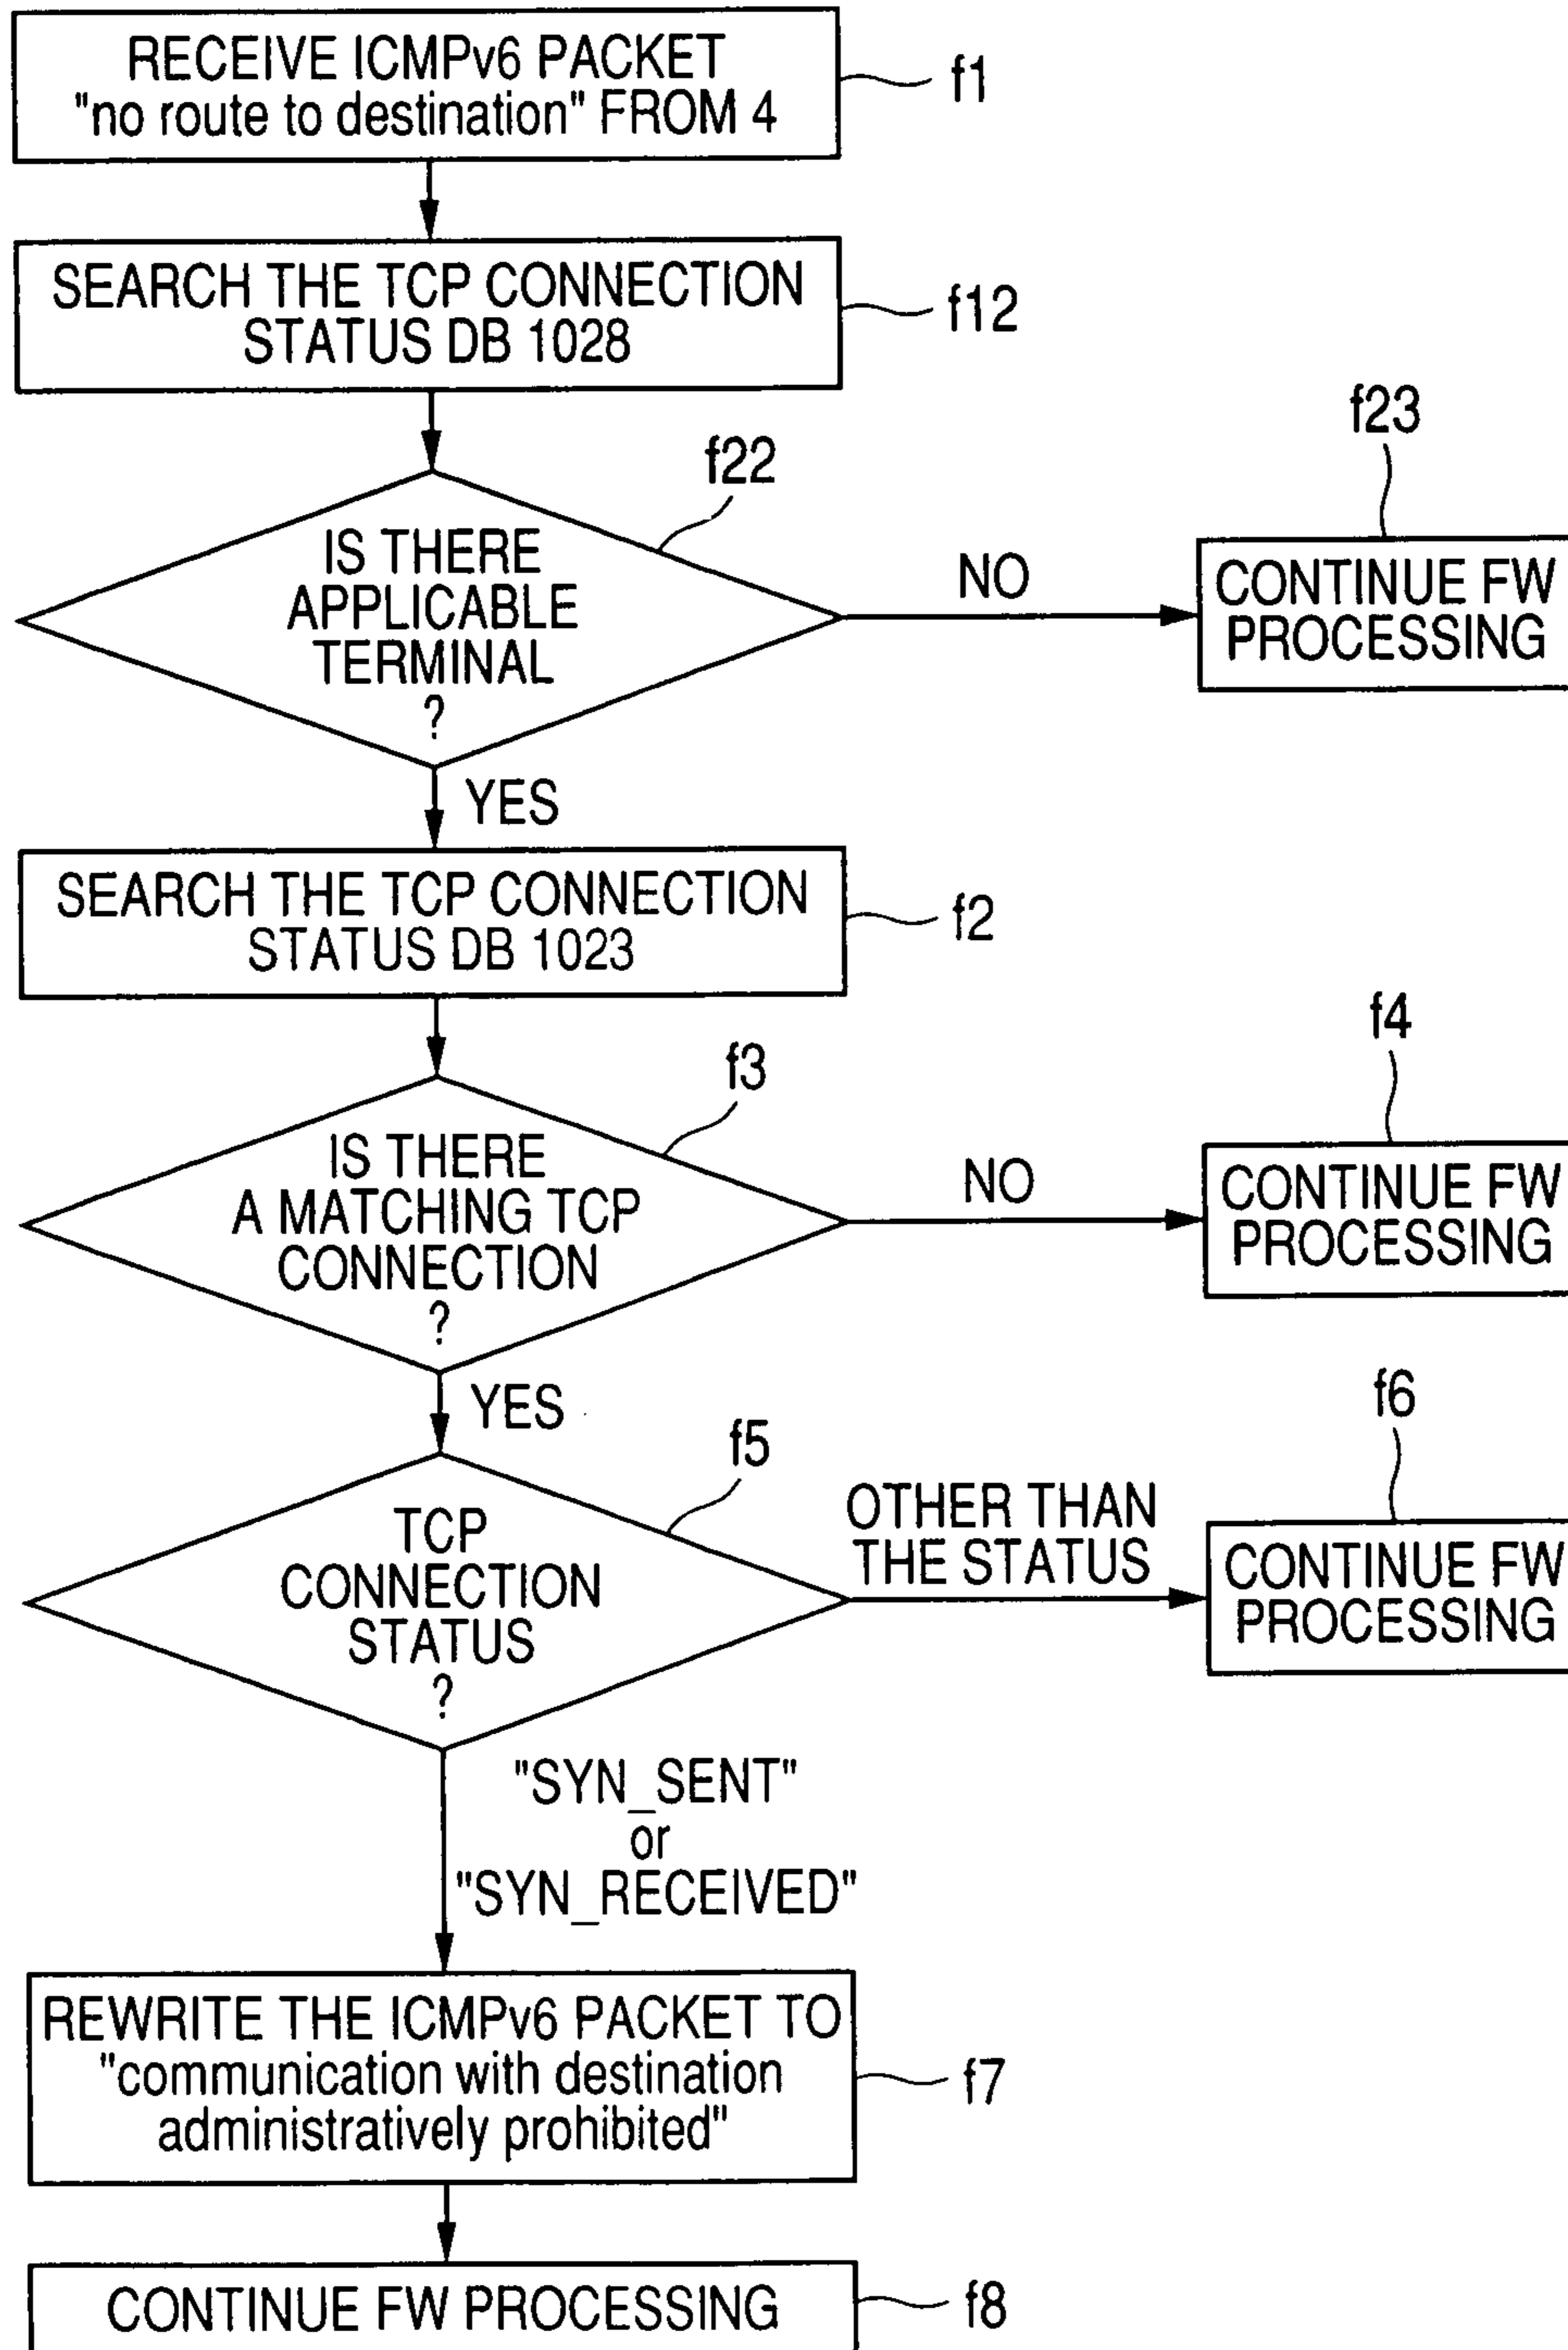 RECEIVE ICMPv6 PACKET
"no route to destination" FROM 4
f1
SEARCH THE TCP CONNECTION
STATUS DB 1028
f12
f22
IS THERE
APPLICABLE
TERMINAL
?
NO
f23
CONTINUE FW
PROCESSING
YES
SEARCH THE TCP CONNECTION
STATUS DB 1023
f2
f3
IS THERE
A MATCHING TCP
CONNECTION
?
NO
f4
CONTINUE FW
PROCESSING
YES
f5
TCP
CONNECTION
STATUS
?
OTHER THAN
THE STATUS
f6
CONTINUE FW
PROCESSING
"SYN_SENT"
or
"SYN_RECEIVED"
REWRITE THE ICMPv6 PACKET TO
"communication with destination
administratively prohibited"
f7
CONTINUE FW PROCESSING
f8